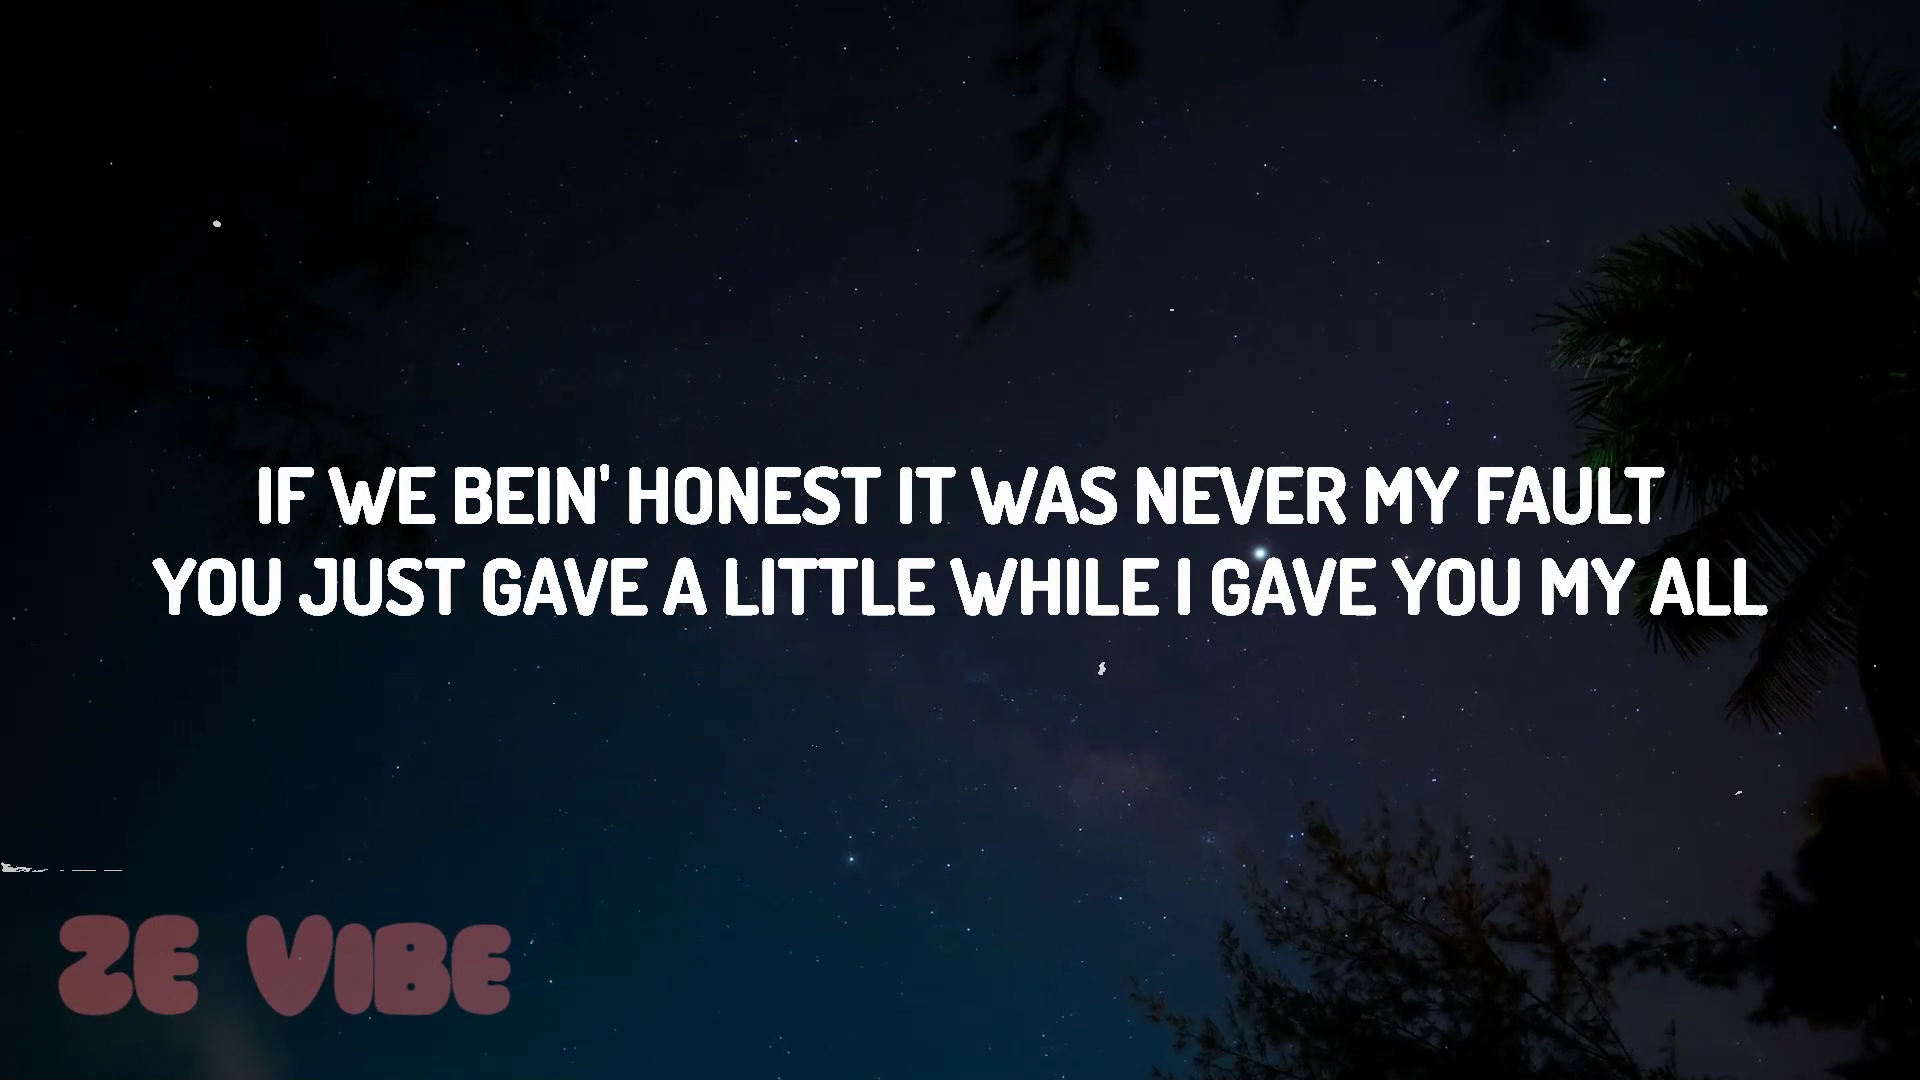 IF WE BEIN' HONEST IT WAS NEVER MY FAULT
YOU JUST GAVE A LITTLE WHILE I GAVE YOU MY ALL
ZE VIBE